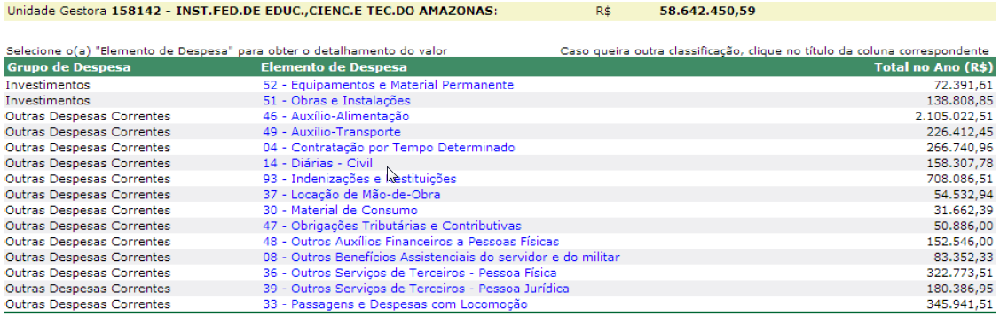 Unidade Gestora 158142 - INST.FED.DE EDUC.,CIENC.E TEC.DO AMAZONAS: R$ 58.642.450,59
Selecione o(a) "Elemento de Despesa" para obter o detalhamento do valor Caso queira outra classificação, clique no título da coluna correspondente
Grupo de Despesa Elemento de Despesa Total no Ano (R$)
Investimentos 52 - Equipamentos e Material Permanente 72.391,61
Investimentos 51 - Obras e Instalações 138.808,85
Outras Despesas Correntes 46 - Auxílio-Alimentação 2.105.022,51
Outras Despesas Correntes 49 - Auxílio-Transporte 226.412,45
Outras Despesas Correntes 04 - Contratação por Tempo Determinado 266.740,96
Outras Despesas Correntes 14 - Diárias - Civil 158.307,78
Outras Despesas Correntes 93 - Indenizações e Restituições 708.086,51
Outras Despesas Correntes 37 - Locação de Mão-de-Obra 54.532,94
Outras Despesas Correntes 30 - Material de Consumo 31.662,39
Outras Despesas Correntes 47 - Obrigações Tributárias e Contributivas 50.886,00
Outras Despesas Correntes 48 - Outros Auxílios Financeiros a Pessoas Físicas 152.546,00
Outras Despesas Correntes 08 - Outros Benefícios Assistenciais do servidor e do militar 83.352,33
Outras Despesas Correntes 36 - Outros Serviços de Terceiros - Pessoa Física 322.773,51
Outras Despesas Correntes 39 - Outros Serviços de Terceiros - Pessoa Jurídica 180.386,95
Outras Despesas Correntes 33 - Passagens e Despesas com Locomoção 345.941,51